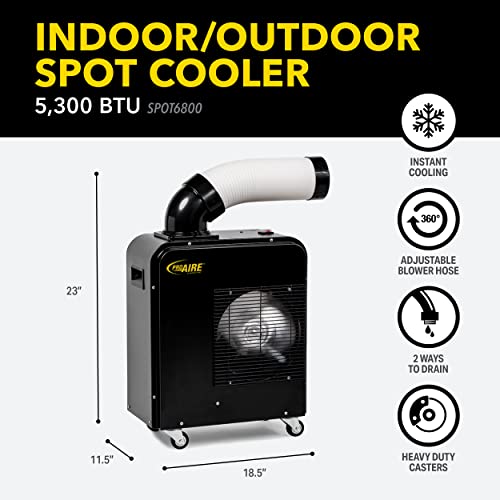 INDOOR/OUTDOOR
SPOT COOLER
5,300 BTU SPOT6800
INSTANT
COOLING
360°
ADJUSTABLE
BLOWER HOSE
2 WAYS
TO DRAIN
HEAVY DUTY
CASTERS
23"
PROAIRE
11.5"
18.5"